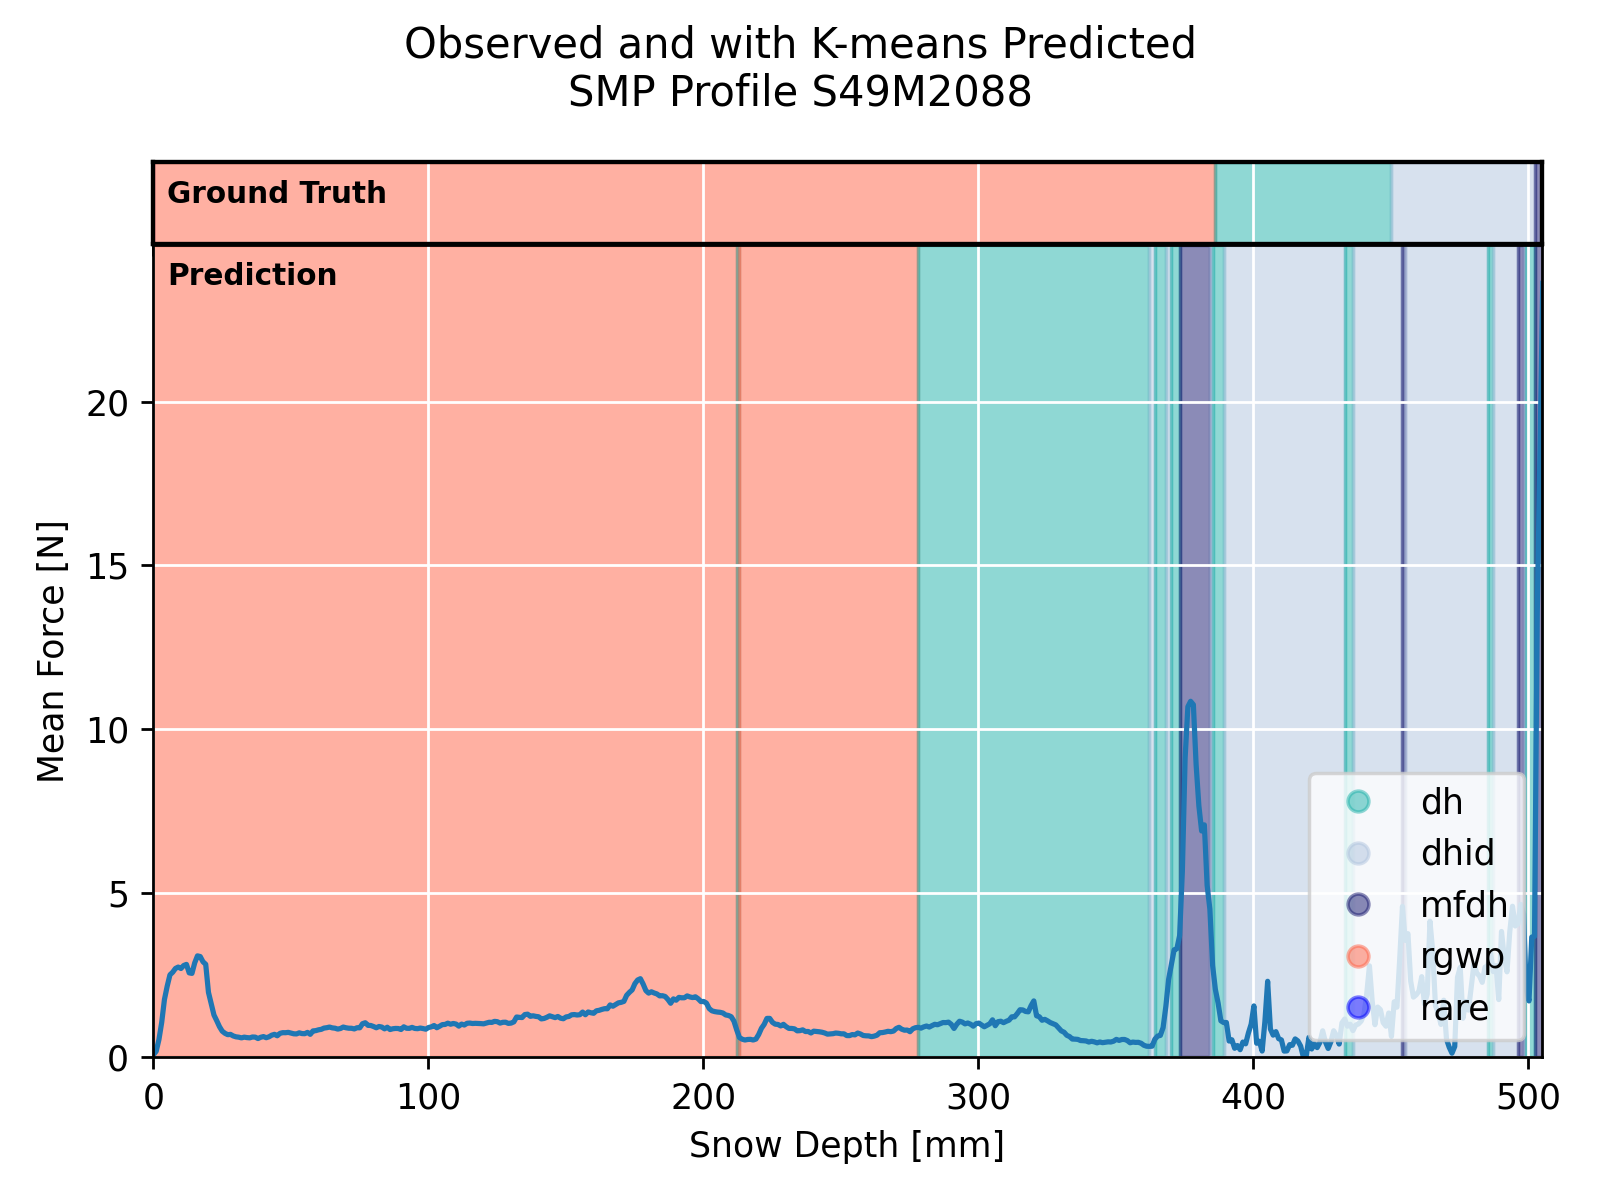 Observed and with K-means Predicted
SMP Profile S49M2088
Ground Truth
Prediction
20
15
10
5
0
Mean Force [N]
dh
dhid
mfdh
rgwp
rare
0 100 200 300 400 500
Snow Depth [mm]